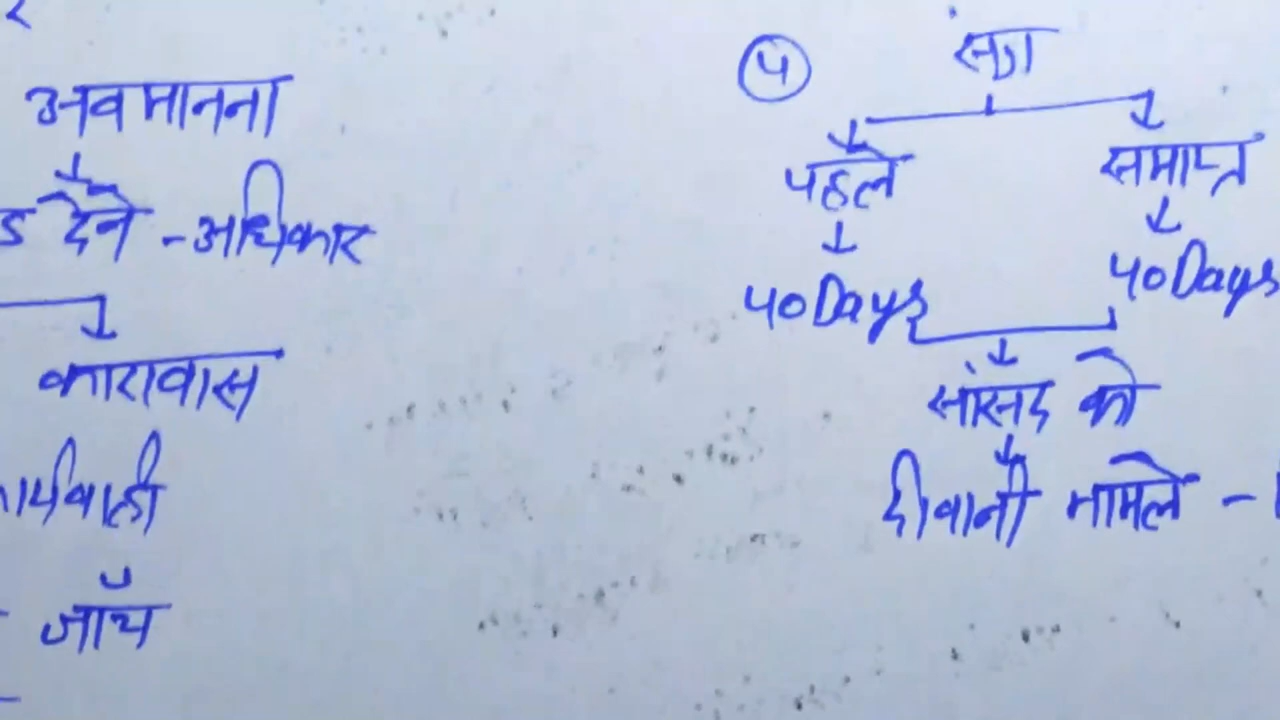 अवमानना
देने - अधिकार
कारावास
जाँच
4 सत्र
पहले समाप्त
40 Days 40 Days
सांसद को
दीवानी मामले -